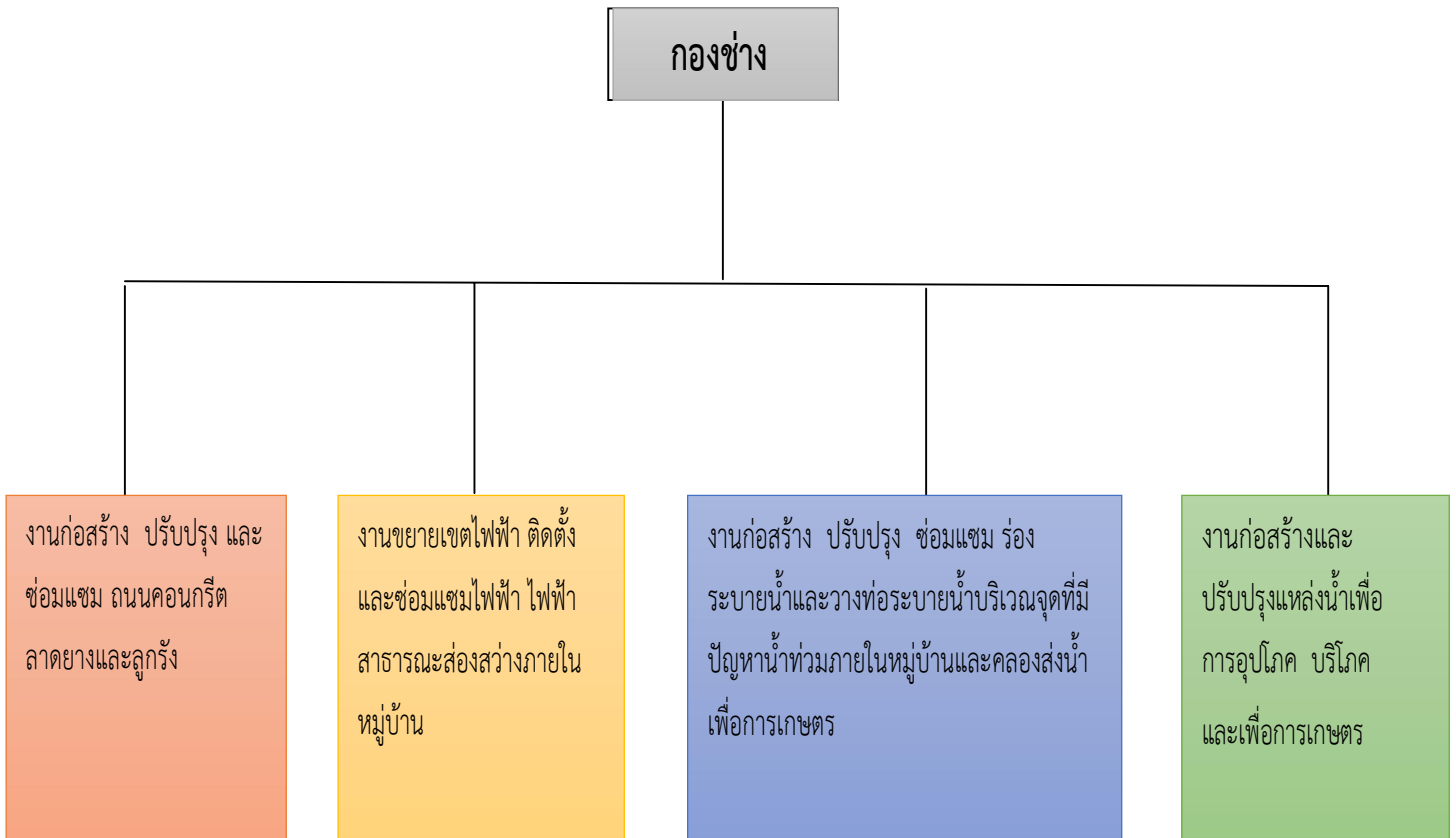 กองช่าง
งานก่อสร้าง ปรับปรุง และ
ซ่อมแซม ถนนคอนกรีต
ลาดยางและลูกรัง
งานขยายเขตไฟฟ้า ติดตั้ง
และซ่อมแซมไฟฟ้า ไฟฟ้า
สาธารณะส่องสว่างภายใน
หมู่บ้าน
งานก่อสร้าง ปรับปรุง ซ่อมแซม ร่อง
ระบายน้ำและวางท่อระบายน้ำบริเวณจุดที่มี
ปัญหาน้ำท่วมภายในหมู่บ้านและคลองส่งน้ำ
เพื่อการเกษตร
งานก่อสร้างและ
ปรับปรุงแหล่งน้ำเพื่อ
การอุปโภค บริโภค
และเพื่อการเกษตร